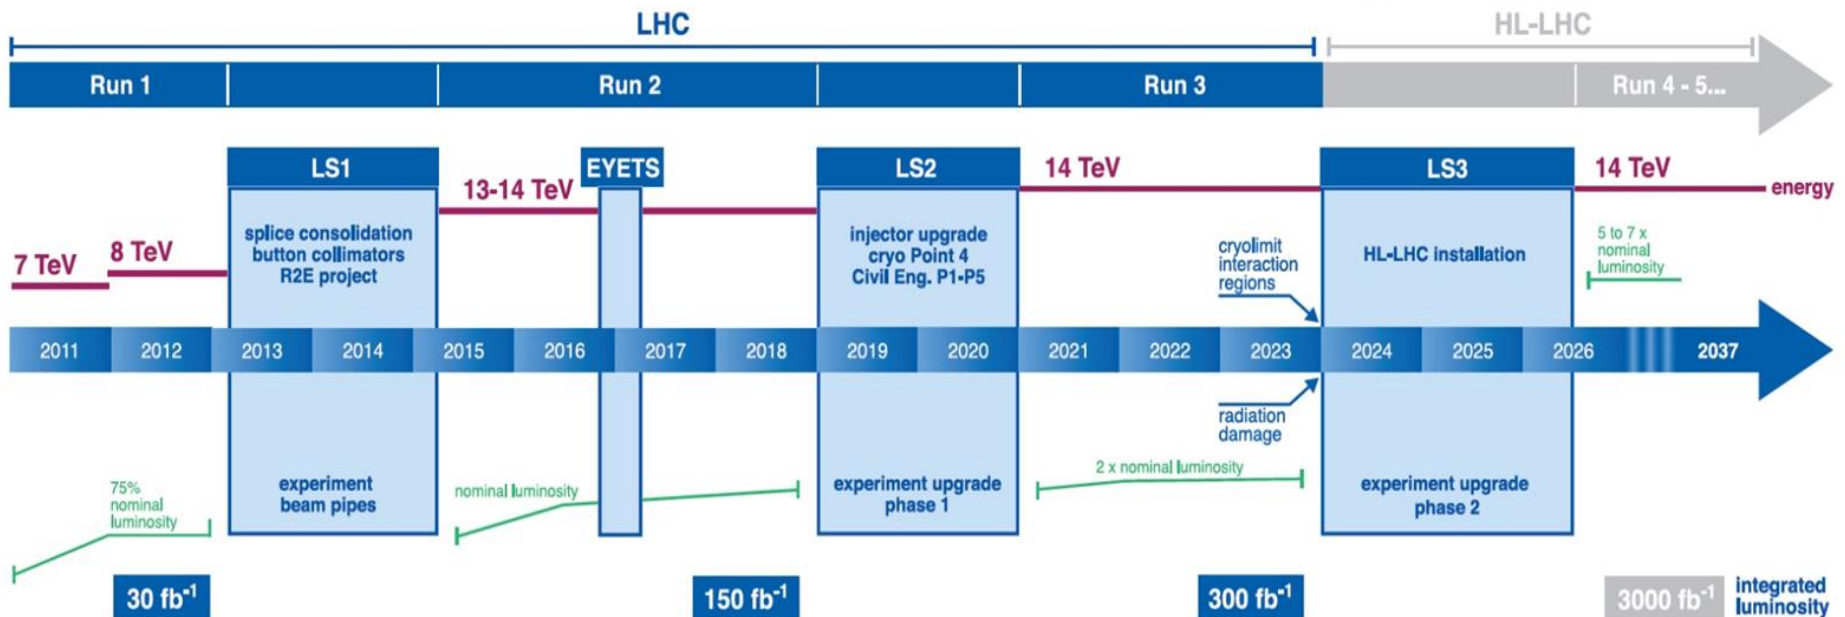 LHC
HL-LHC
Run 1
Run 2
Run 3
Run 4 - 5...
LS1
EYETS
LS2
LS3
7 TeV
8 TeV
13-14 TeV
14 TeV
14 TeV
energy
splice consolidation
button collimators
R2E project
injector upgrade
cryo Point 4
Civil Eng. P1-P5
cryolimit
interaction
regions
HL-LHC installation
5 to 7 x
nominal
luminosity
2011
2012
2013
2014
2015
2016
2017
2018
2019
2020
2021
2022
2023
2024
2025
2026
2037
radiation
damage
75%
nominal
luminosity
experiment
beam pipes
nominal luminosity
experiment upgrade
phase 1
2 x nominal luminosity
experiment upgrade
phase 2
30 fb⁻¹
150 fb⁻¹
300 fb⁻¹
3000 fb⁻¹
integrated
luminosity